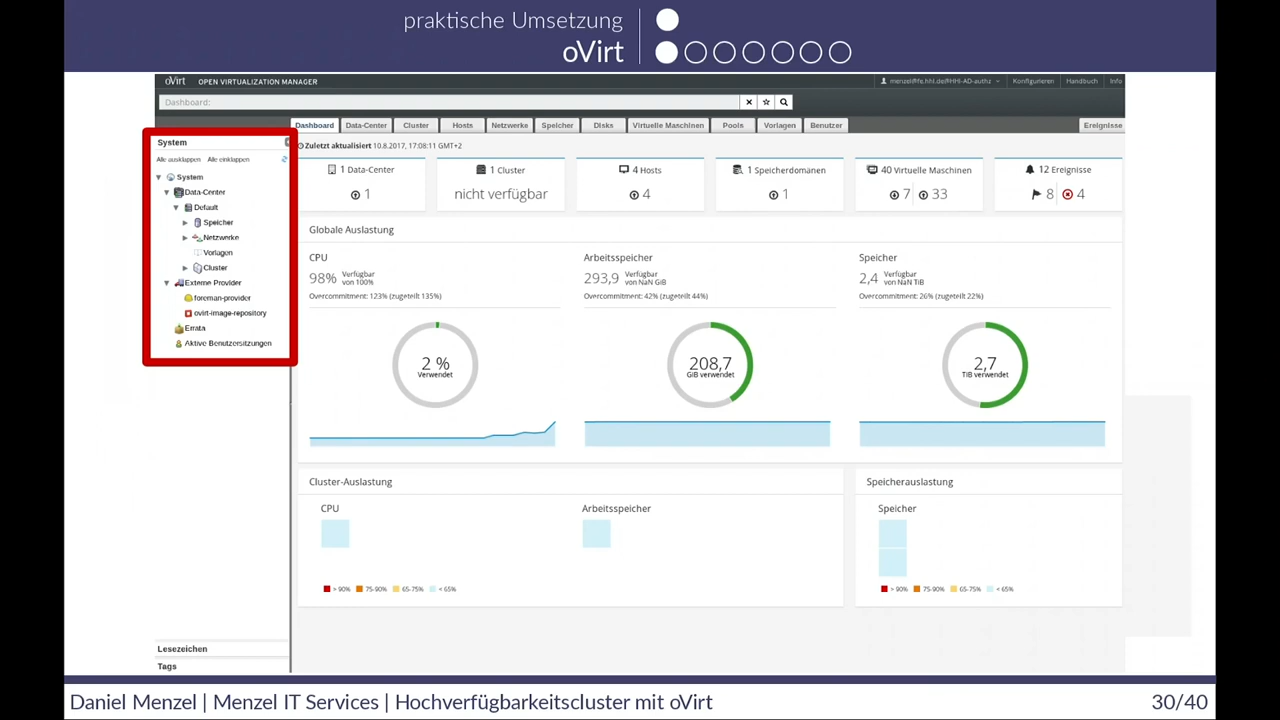 praktische Umsetzung
oVirt
oVirt OPEN VIRTUALIZATION MANAGER
Konfigurieren Handbuch Info
Dashboard:
Dashboard Data-Center Cluster Hosts Netzwerke Speicher Disks Virtuelle Maschinen Pools Vorlagen Benutzer Ereignisse
System
Alle ausklappen Alle einklappen
System
Data-Center
Default
Speicher
Netzwerke
Vorlagen
Cluster
Externe Provider
foreman-provider
ovirt-image-repository
Errata
Aktive Benutzersitzungen
Lesezeichen
Tags
Zuletzt aktualisiert 10.8.2017, 17:08:11 GMT+2
1 Data-Center
1
1 Cluster
nicht verfügbar
4 Hosts
4
1 Speicherdomänen
1
40 Virtuelle Maschinen
7 33
12 Ereignisse
8 4
Globale Auslastung
CPU
98% Verfügbar
von 100%
Overcommitment: 123% (zugeteilt 135%)
2 %
Verwendet
Arbeitsspeicher
293,9 Verfügbar
von NaN GiB
Overcommitment: 42% (zugeteilt 44%)
208,7
GiB verwendet
Speicher
2,4 Verfügbar
von NaN TiB
Overcommitment: 26% (zugeteilt 22%)
2,7
TiB verwendet
Cluster-Auslastung
CPU
Arbeitsspeicher
> 90% 75-90% 65-75% < 65%
Speicherauslastung
Speicher
> 90% 75-90% 65-75% < 65%
Daniel Menzel | Menzel IT Services | Hochverfügbarkeitscluster mit oVirt
30/40